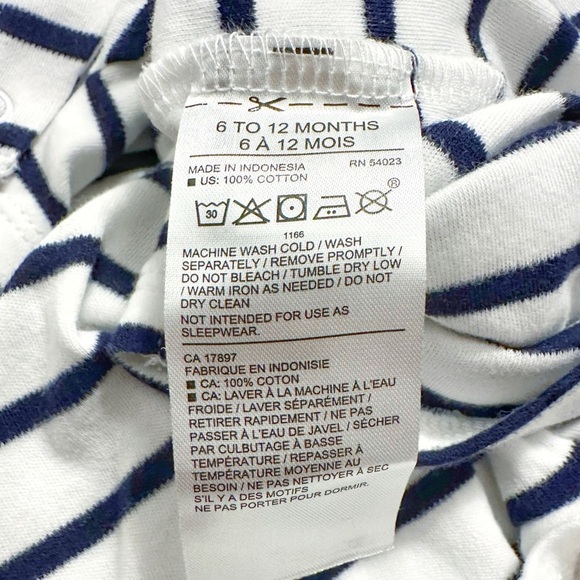 6 TO 12 MONTHS
6 À 12 MOIS
MADE IN INDONESIA RN 54023
■ US: 100% COTTON
30 ®
1166
MACHINE WASH COLD / WASH
SEPARATELY / REMOVE PROMPTLY /
DO NOT BLEACH / TUMBLE DRY LOW
/ WARM IRON AS NEEDED / DO NOT
DRY CLEAN
NOT INTENDED FOR USE AS
SLEEPWEAR.
CA 17897
FABRIQUE EN INDONISIE
■ CA: 100% COTON
■ CA: LAVER À LA MACHINE À L'EAU
FROIDE / LAVER SÉPARÉMENT /
RETIRER RAPIDEMENT / NE PAS
PASSER À L'EAU DE JAVEL / SÉCHER
PAR CULBUTAGE À BASSE
TEMPÉRATURE / REPASSER À
TEMPÉRATURE MOYENNE AU
BESOIN / NE PAS NETTOYER À SEC
S'IL Y A DES MOTIFS
NE PAS PORTER POUR DORMIR.